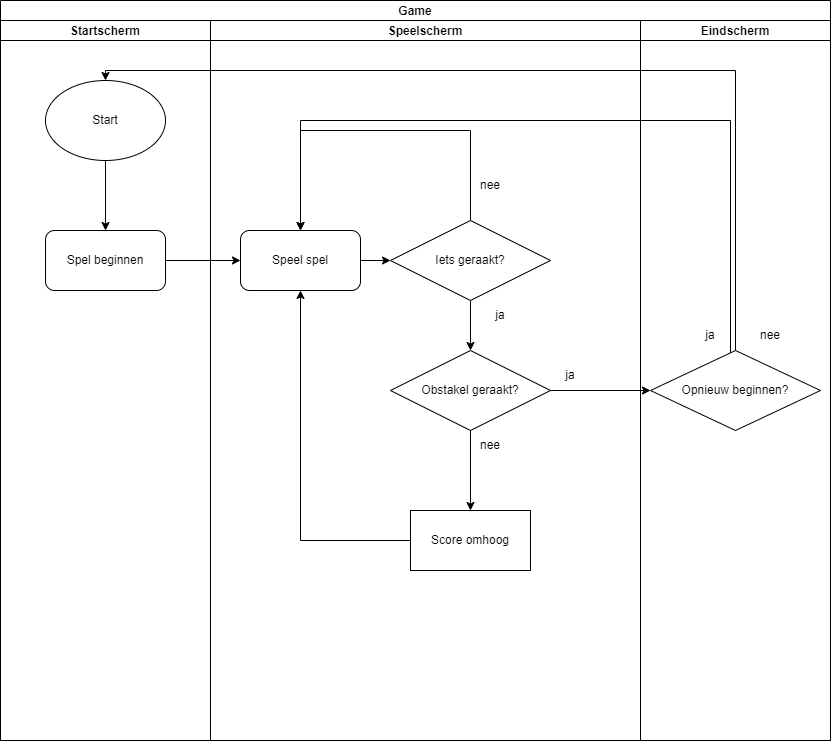 Game
Startscherm
Speelscherm
Eindscherm
Start
nee
Spel beginnen
Speel spel
Iets geraakt?
ja
ja
nee
Obstakel geraakt?
ja
Opnieuw beginnen?
nee
Score omhoog